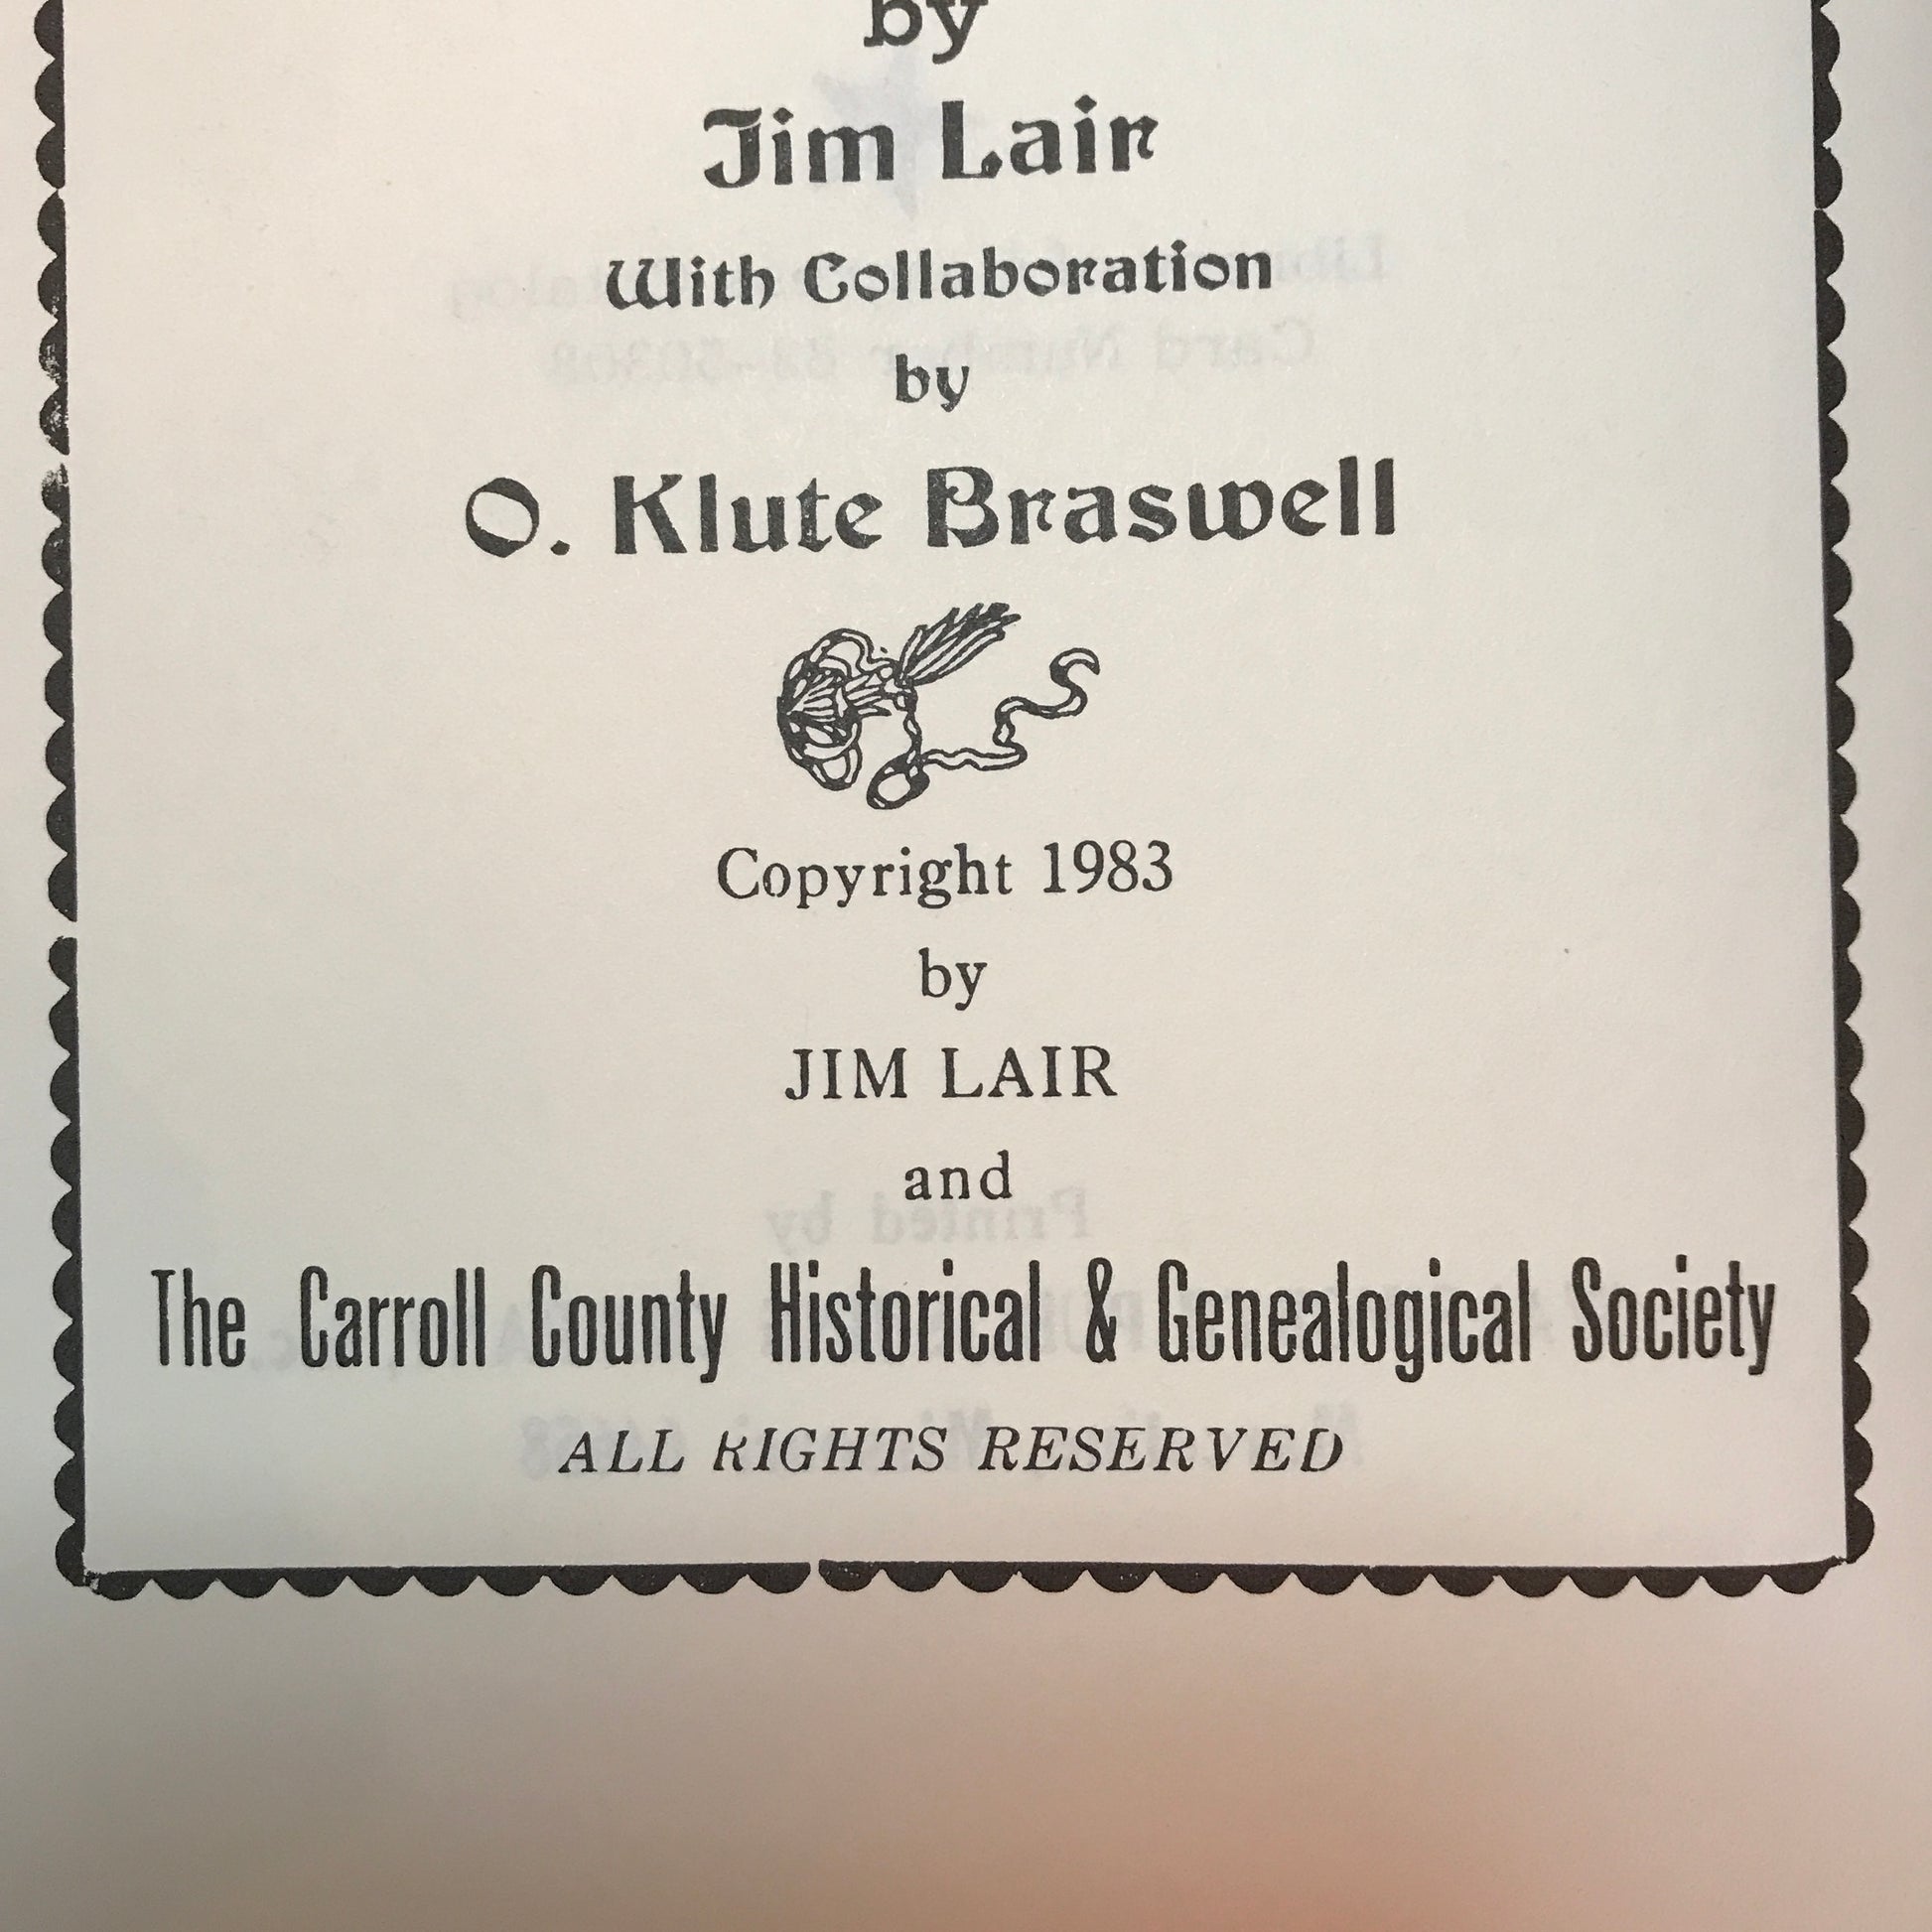 by
Jim Lair
With Collaboration
by
O. Klute Braswell
Copyright 1983
by
JIM LAIR
and
The Carroll County Historical & Genealogical Society
ALL RIGHTS RESERVED